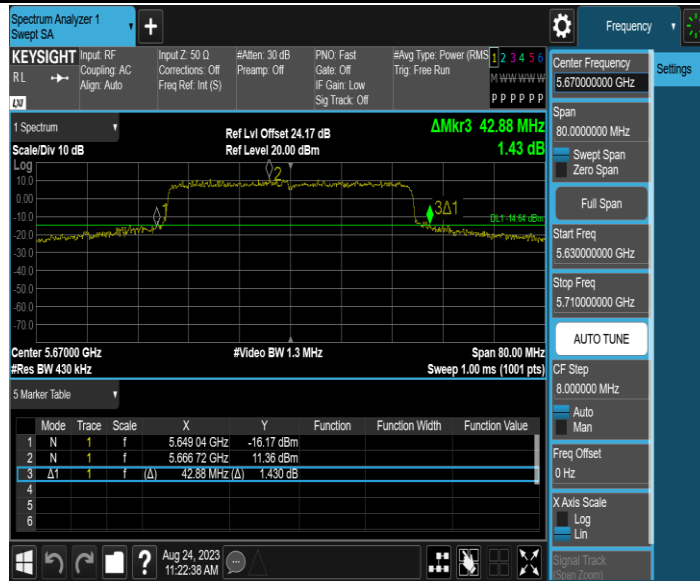 Spectrum Analyzer 1
Swept SA
+
Frequency
KEYSIGHT
RL
LXI
Input: RF
Coupling: AC
Align: Auto
Input Z: 50 Ω
Corrections: Off
Freq Ref: Int (S)
#Atten: 30 dB
Preamp: Off
PNO: Fast
Gate: Off
IF Gain: Low
Sig Track: Off
#Avg Type: Power (RMS
Trig: Free Run
1 2 3 4 5 6
M W W W W W
P P P P P P
Center Frequency
5.670000000 GHz
Settings
Span
80.0000000 MHz
Swept Span
Zero Span
Full Span
Start Freq
5.630000000 GHz
Stop Freq
5.710000000 GHz
AUTO TUNE
CF Step
8.000000 MHz
Auto
Man
Freq Offset
0 Hz
X Axis Scale
Log
Lin
Signal Track
(Span Zoom)
1 Spectrum
Scale/Div 10 dB
Ref Lvl Offset 24.17 dB
Ref Level 20.00 dBm
ΔMkr3 42.88 MHz
1.43 dB
Log
10.0
0.00
-10.0
-20.0
-30.0
-40.0
-50.0
-60.0
-70.0
1
2
3Δ1
DL1 -14.64 dBm
Center 5.67000 GHz
#Video BW 1.3 MHz
Span 80.00 MHz
#Res BW 430 kHz
Sweep 1.00 ms (1001 pts)
5 Marker Table
Mode Trace Scale X Y Function Function Width Function Value
1 N 1 f 5.649 04 GHz -16.17 dBm
2 N 1 f 5.666 72 GHz 11.36 dBm
3 Δ1 1 f (Δ) 42.88 MHz (Δ) 1.430 dB
4
5
6
?
Aug 24, 2023
11:22:38 AM